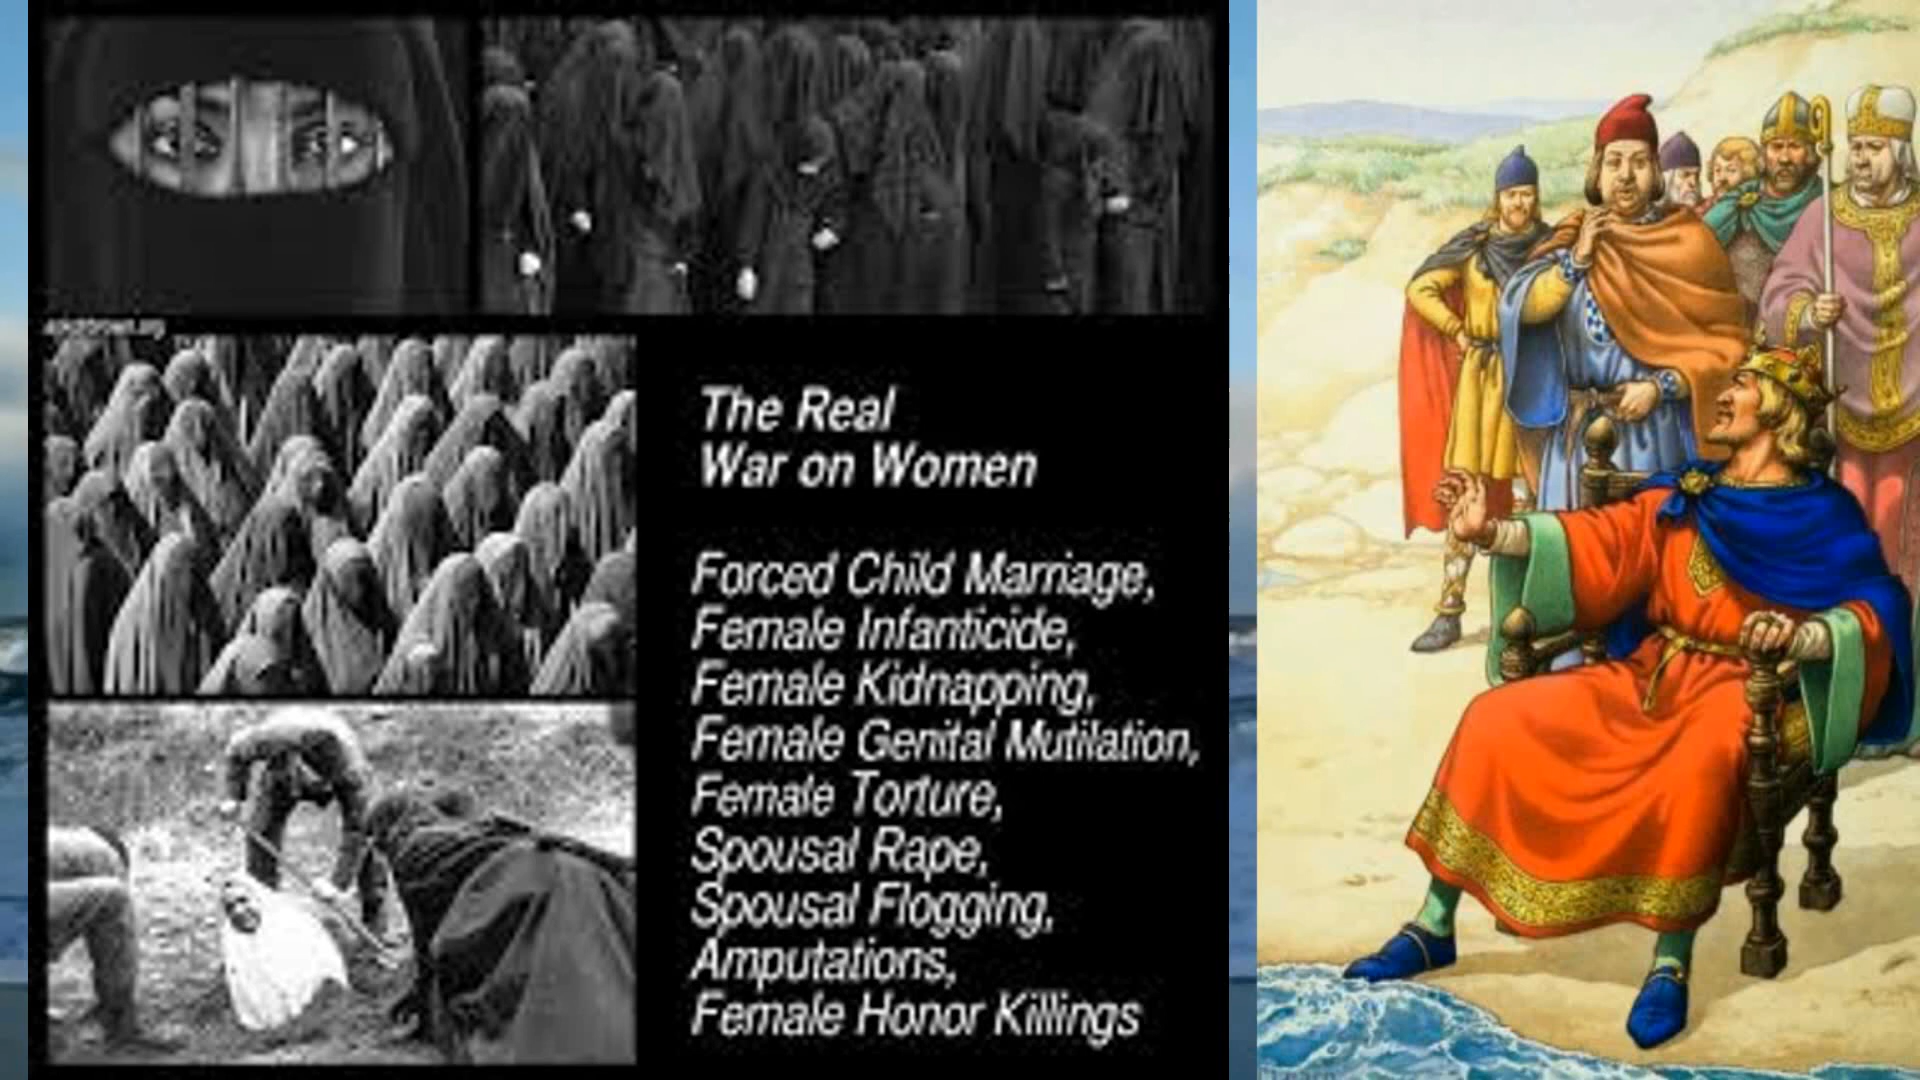 The Real
War on Women
Forced Child Marriage,
Female Infanticide,
Female Kidnapping,
Female Genital Mutilation,
Female Torture,
Spousal Rape,
Spousal Flogging,
Amputations,
Female Honor Killings